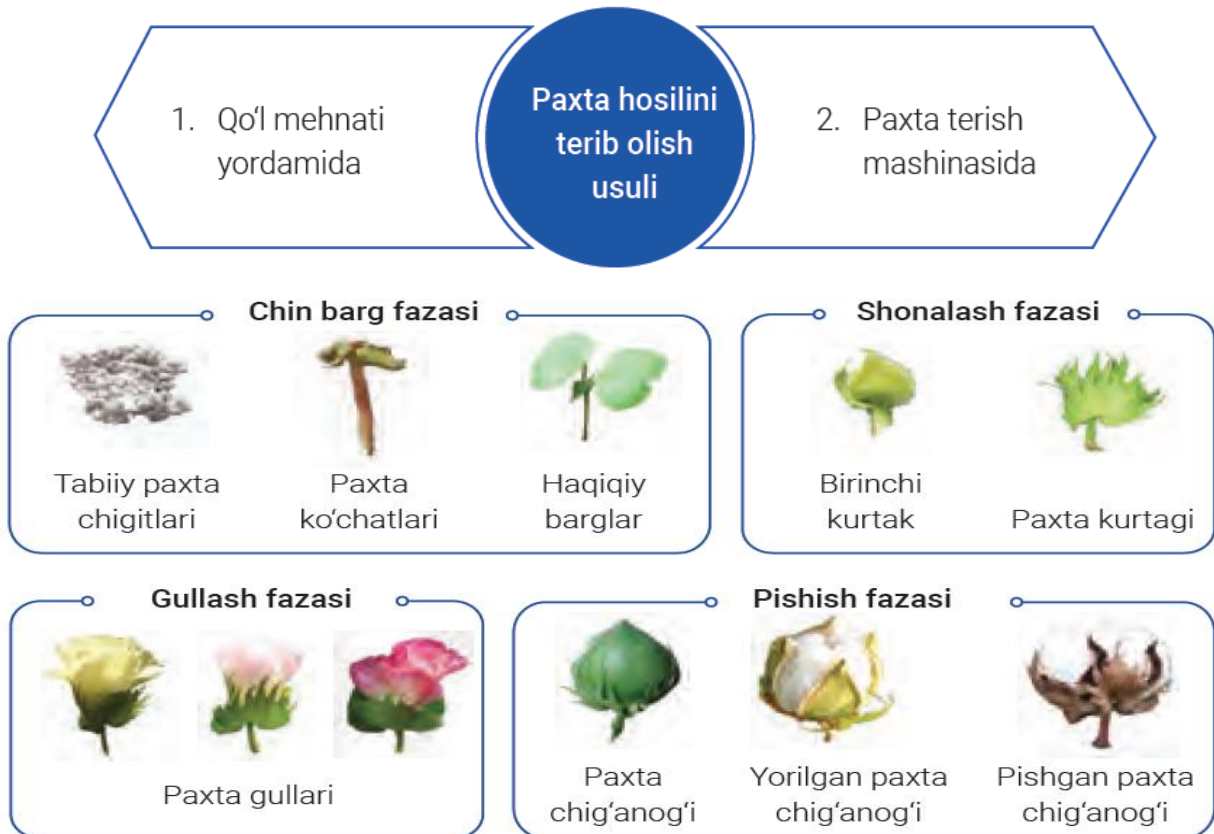 1. Qo‘l mehnati
yordamida
Paxta hosilini
terib olish
usuli
2. Paxta terish
mashinasida
Chin barg fazasi
Tabiiy paxta
chigitlari
Paxta
ko‘chatlari
Haqiqiy
barglar
Shonalash fazasi
Birinchi
kurtak
Paxta kurtagi
Gullash fazasi
Paxta gullari
Pishish fazasi
Paxta
chig‘anog‘i
Yorilgan paxta
chig‘anog‘i
Pishgan paxta
chig‘anog‘i